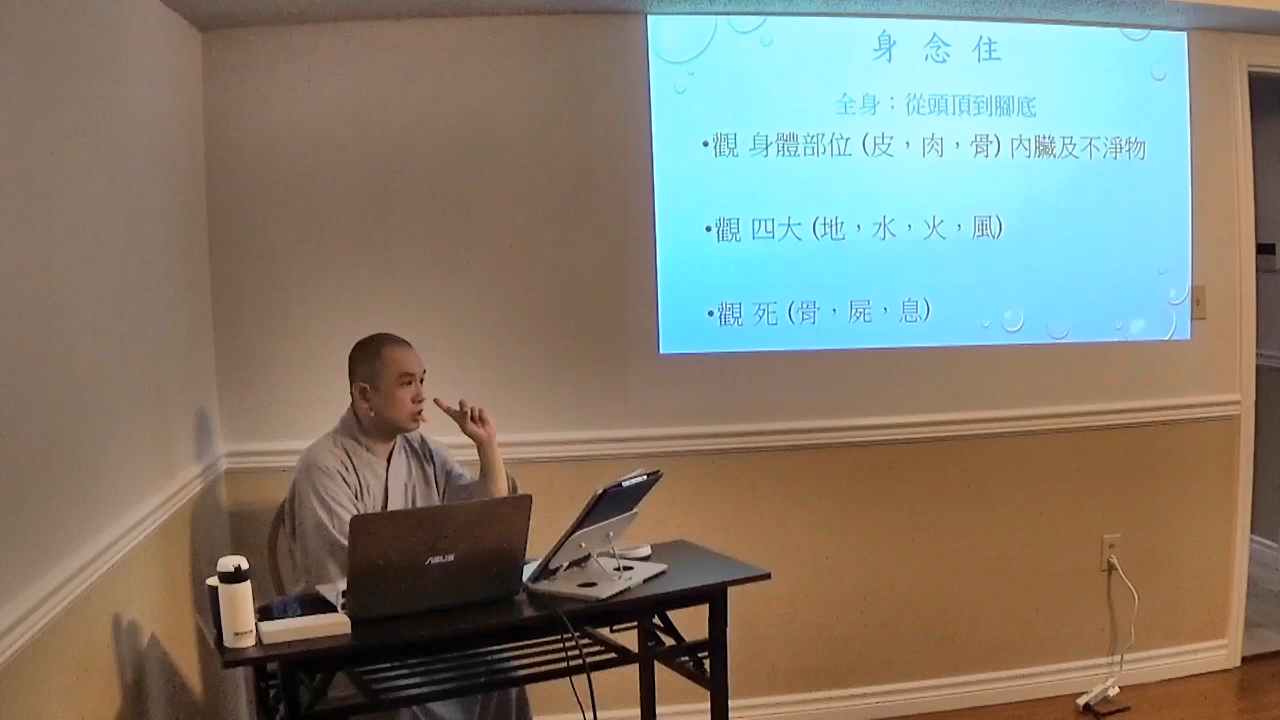 身 念 住
全身：從頭頂到腳底
•觀 身體部位 (皮，肉，骨) 內臟及不淨物
•觀 四大 (地，水，火，風)
•觀 死 (骨，屍，息)
ASUS